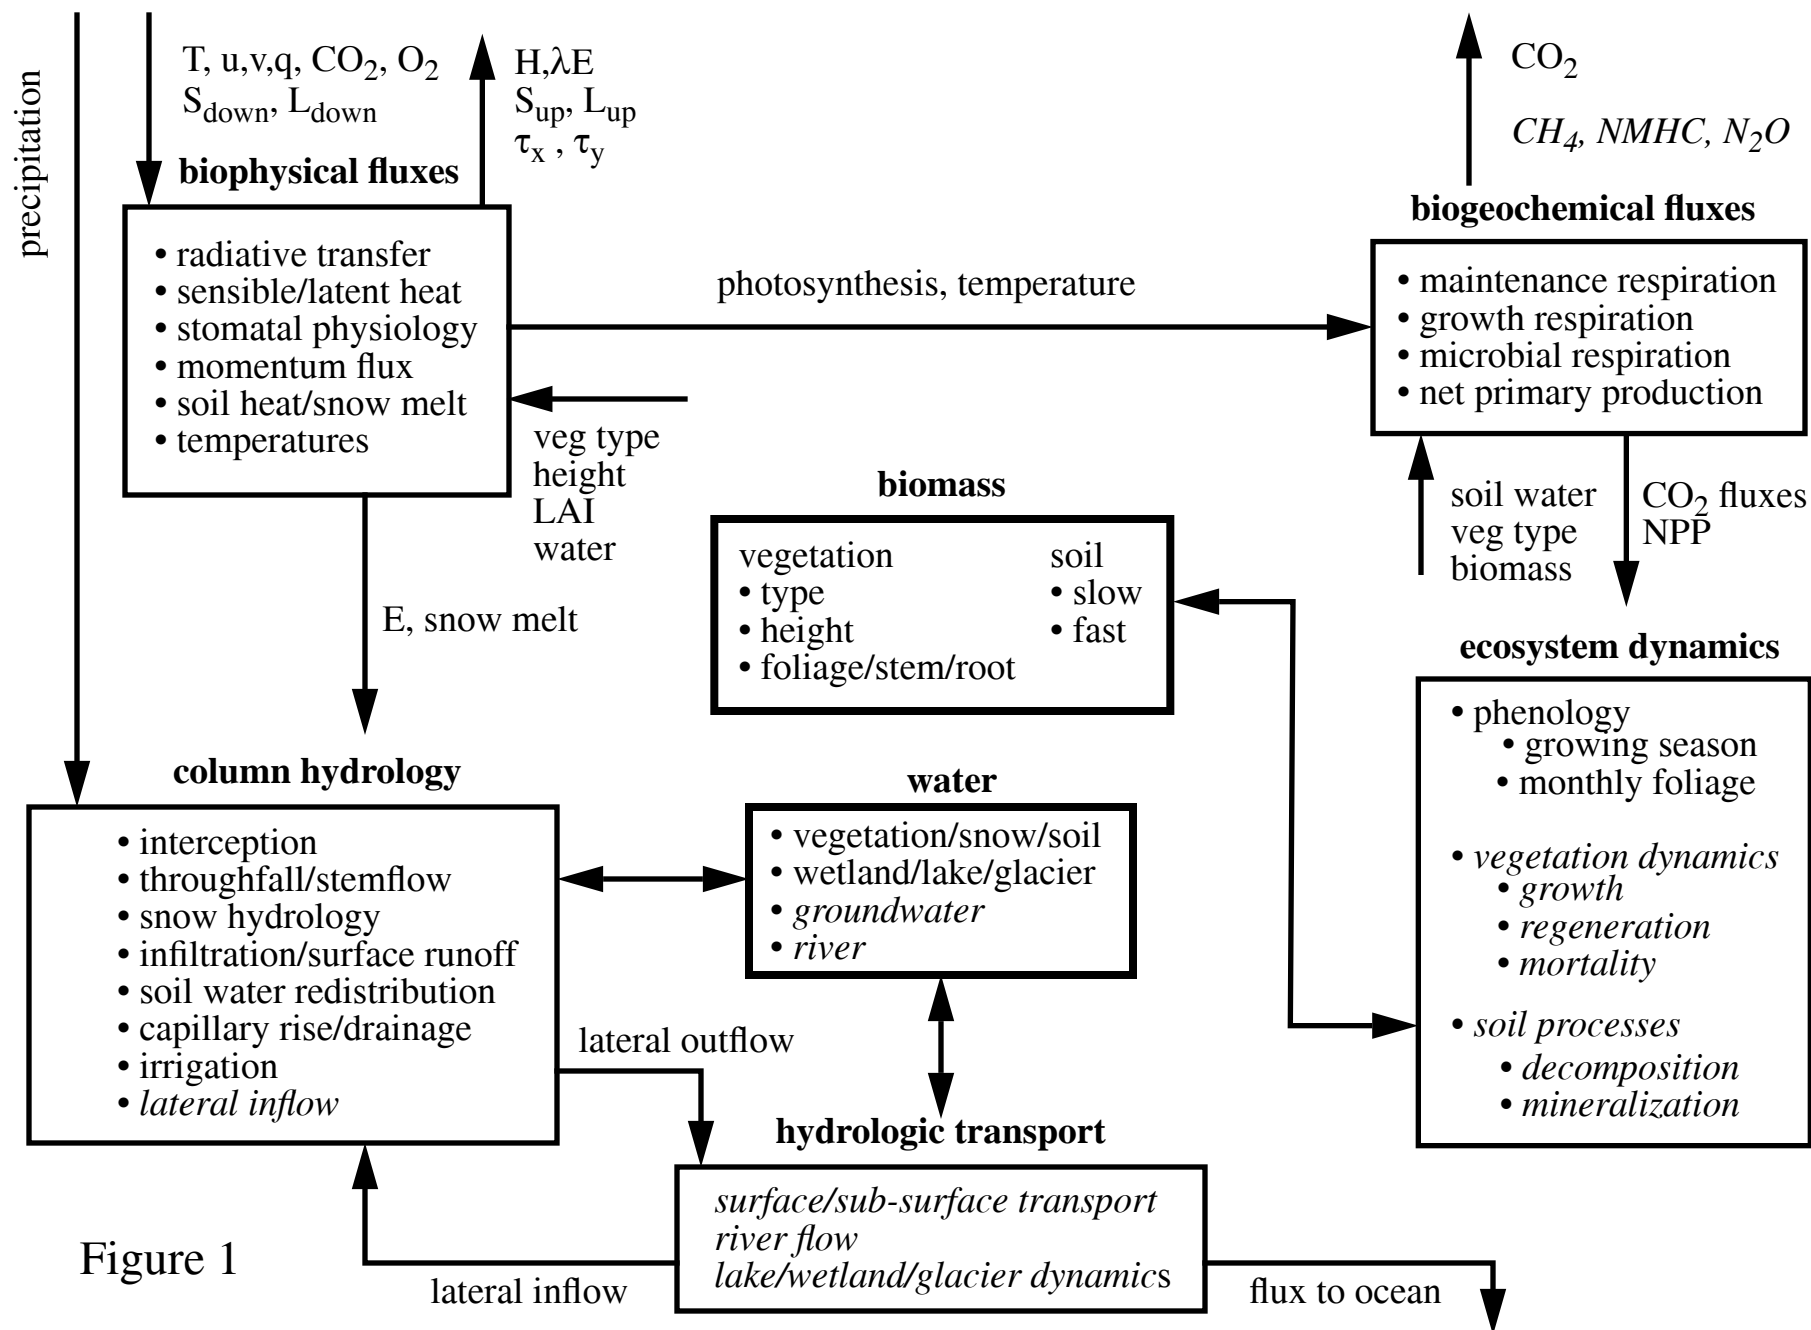 precipitation
T, u,v,q, CO2, O2
Sdown, Ldown
H,λE
Sup, Lup
τx , τy
CO2
CH4, NMHC, N2O
biophysical fluxes
• radiative transfer
• sensible/latent heat
• stomatal physiology
• momentum flux
• soil heat/snow melt
• temperatures
photosynthesis, temperature
biogeochemical fluxes
• maintenance respiration
• growth respiration
• microbial respiration
• net primary production
veg type
height
LAI
water
soil water
veg type
biomass
CO2 fluxes
NPP
biomass
vegetation
• type
• height
• foliage/stem/root
soil
• slow
• fast
E, snow melt
ecosystem dynamics
• phenology
• growing season
• monthly foliage
• vegetation dynamics
• growth
• regeneration
• mortality
• soil processes
• decomposition
• mineralization
column hydrology
• interception
• throughfall/stemflow
• snow hydrology
• infiltration/surface runoff
• soil water redistribution
• capillary rise/drainage
• irrigation
• lateral inflow
water
• vegetation/snow/soil
• wetland/lake/glacier
• groundwater
• river
lateral outflow
hydrologic transport
surface/sub-surface transport
river flow
lake/wetland/glacier dynamics
lateral inflow
flux to ocean
Figure 1